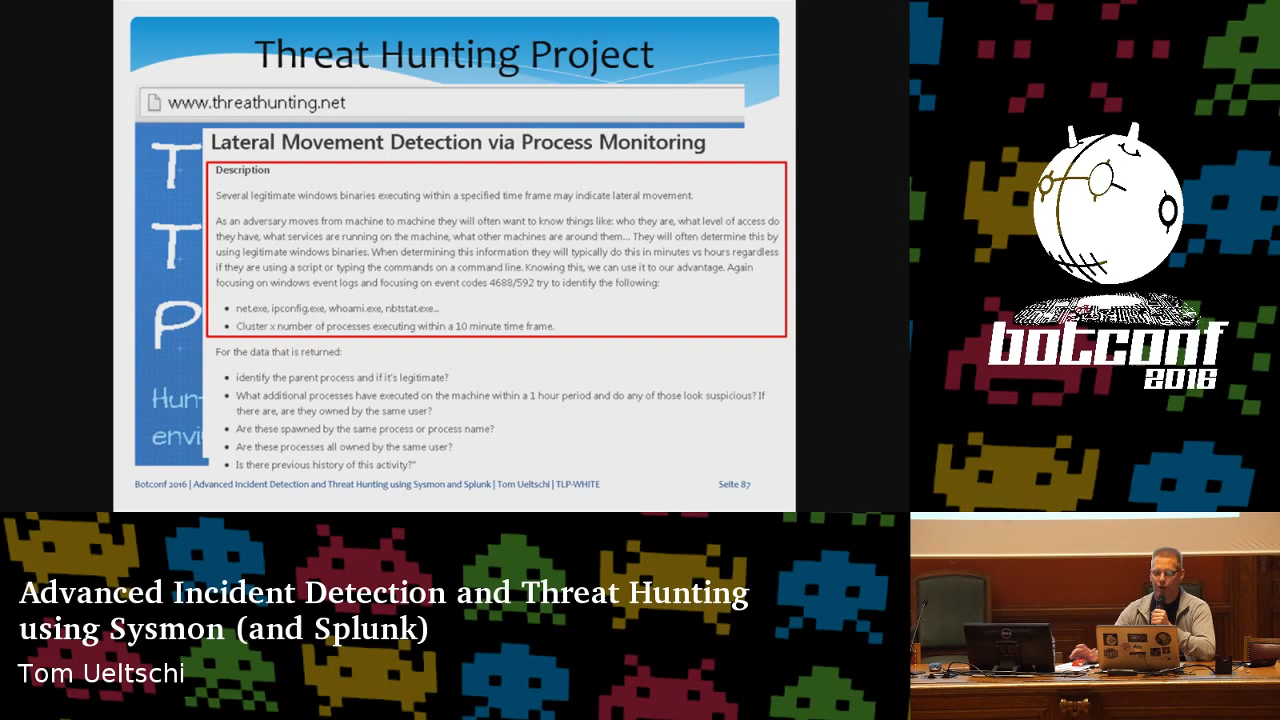 Threat Hunting Project
www.threathunting.net
T
T
P
Hun
envi
Lateral Movement Detection via Process Monitoring
Description
Several legitimate windows binaries executing within a specified time frame may indicate lateral movement.
As an adversary moves from machine to machine they will often want to know things like: who they are, what level of access do
they have, what services are running on the machine, what other machines are around them... They will often determine this by
using legitimate windows binaries. When determining this information they will typically do this in minutes vs hours regardless
if they are using a script or typing the commands on a command line. Knowing this, we can use it to our advantage. Again
focusing on windows event logs and focusing on event codes 4688/592 try to identify the following:
• net.exe, ipconfig.exe, whoami.exe, nbtstat.exe...
• Cluster x number of processes executing within a 10 minute time frame.
For the data that is returned:
• identify the parent process and if it's legitimate?
• What additional processes have executed on the machine within a 1 hour period and do any of those look suspicious? If
there are, are they owned by the same user?
• Are these spawned by the same process or process name?
• Are these processes all owned by the same user?
• Is there previous history of this activity?"
Botconf 2016 | Advanced Incident Detection and Threat Hunting using Sysmon and Splunk | Tom Ueltschi | TLP-WHITE
Seite 87
botconf
2016
Advanced Incident Detection and Threat Hunting
using Sysmon (and Splunk)
Tom Ueltschi